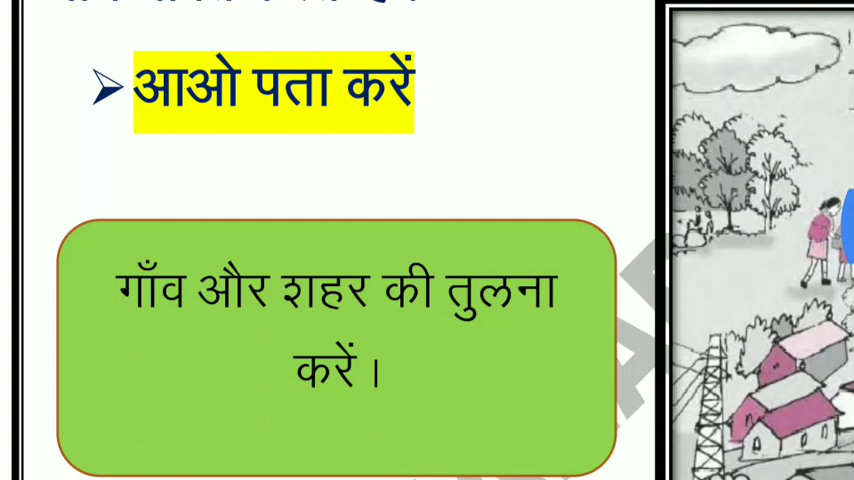 आओ पता करें
गाँव और शहर की तुलना
करें ।